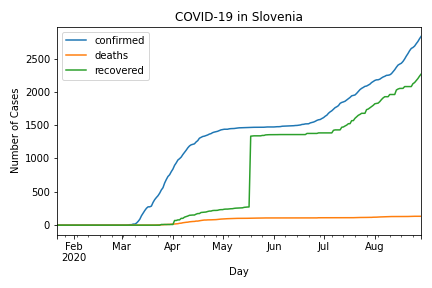 COVID-19 in Slovenia
confirmed
deaths
recovered
Number of Cases
2500
2000
1500
1000
500
0
Feb Mar Apr May Jun Jul Aug
2020
Day